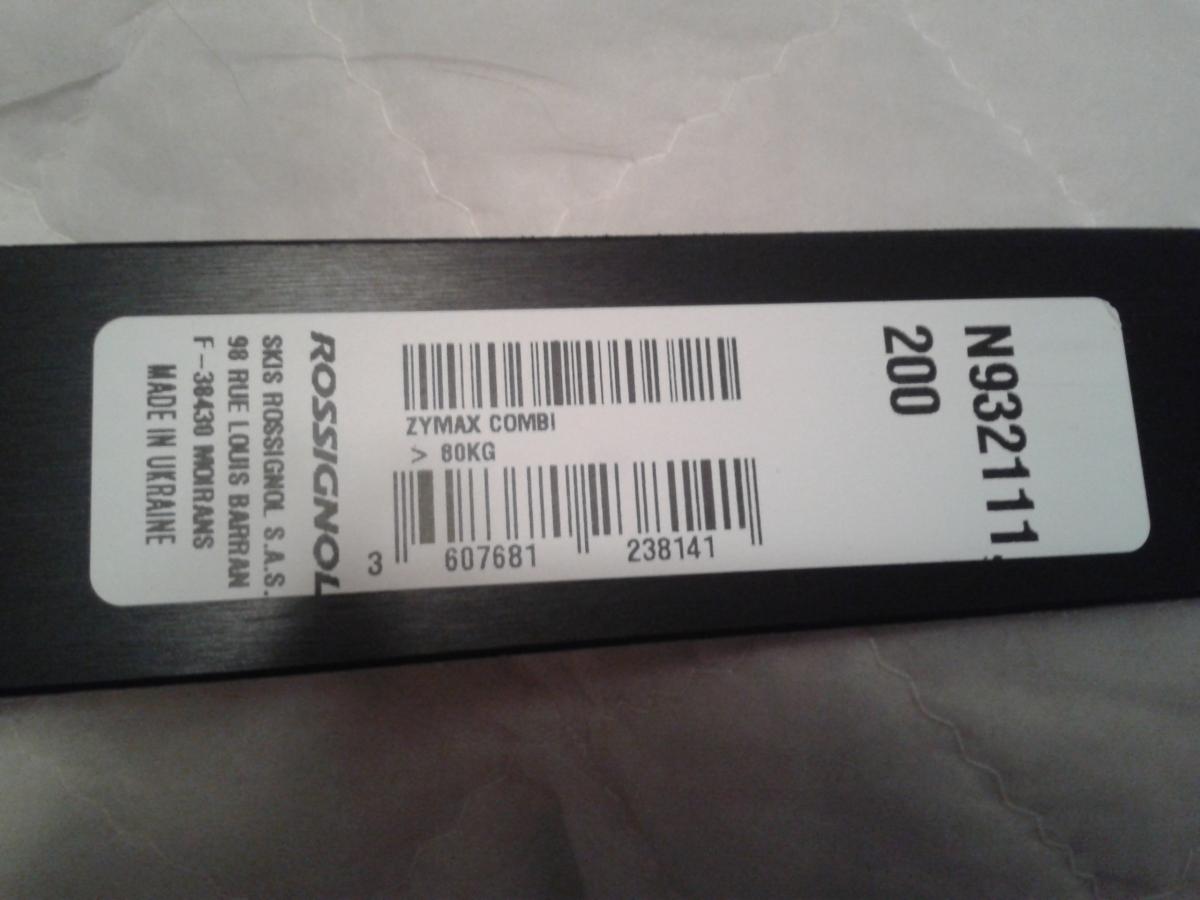 ZYMAX COMBI
> 80KG
3 607681 238141
ROSSIGNOL
SKIS ROSSIGNOL S.A.S.
98 RUE LOUIS BARRAN
F-38430 MOIRANS
MADE IN UKRAINE
N932111
200